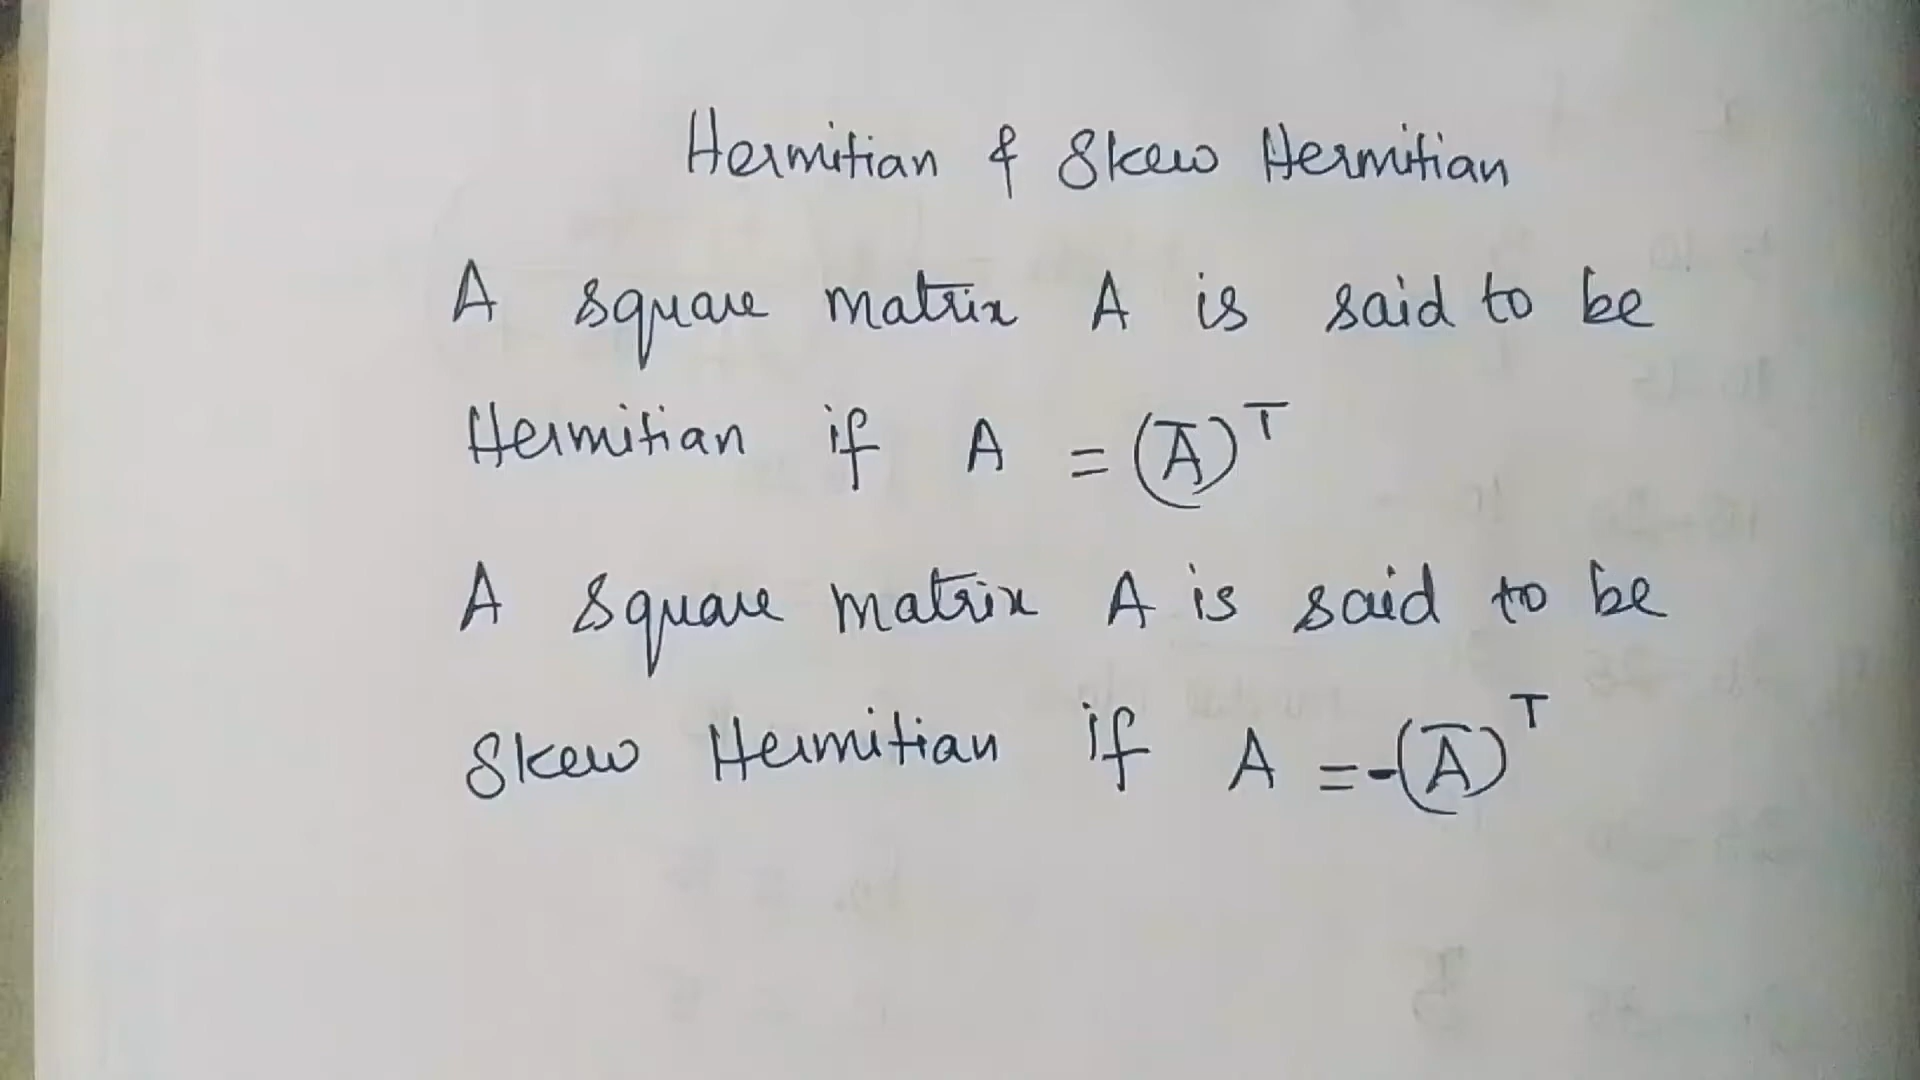 Hermitian & Skew Hermitian
A square matrix A is said to be
Hermitian if A = (A̅)ᵀ
A square matrix A is said to be
Skew Hermitian if A = -(A̅)ᵀ